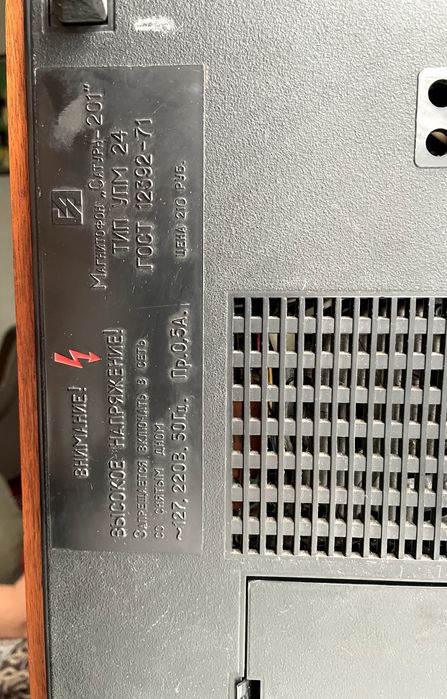 ВНИМАНИЕ!
ВЫСОКОЕ НАПРЯЖЕНИЕ!
ЗАПРЕЩАЕТСЯ ВКЛЮЧАТЬ В СЕТЬ
СО СНЯТЫМ ДНОМ
~127, 220В, 50Гц, Пр.0,5А.
МАГНИТОФОН „САТУРН-201"
ТИП УПМ 24
ГОСТ 12392-71
ЦЕНА 210 РУБ.